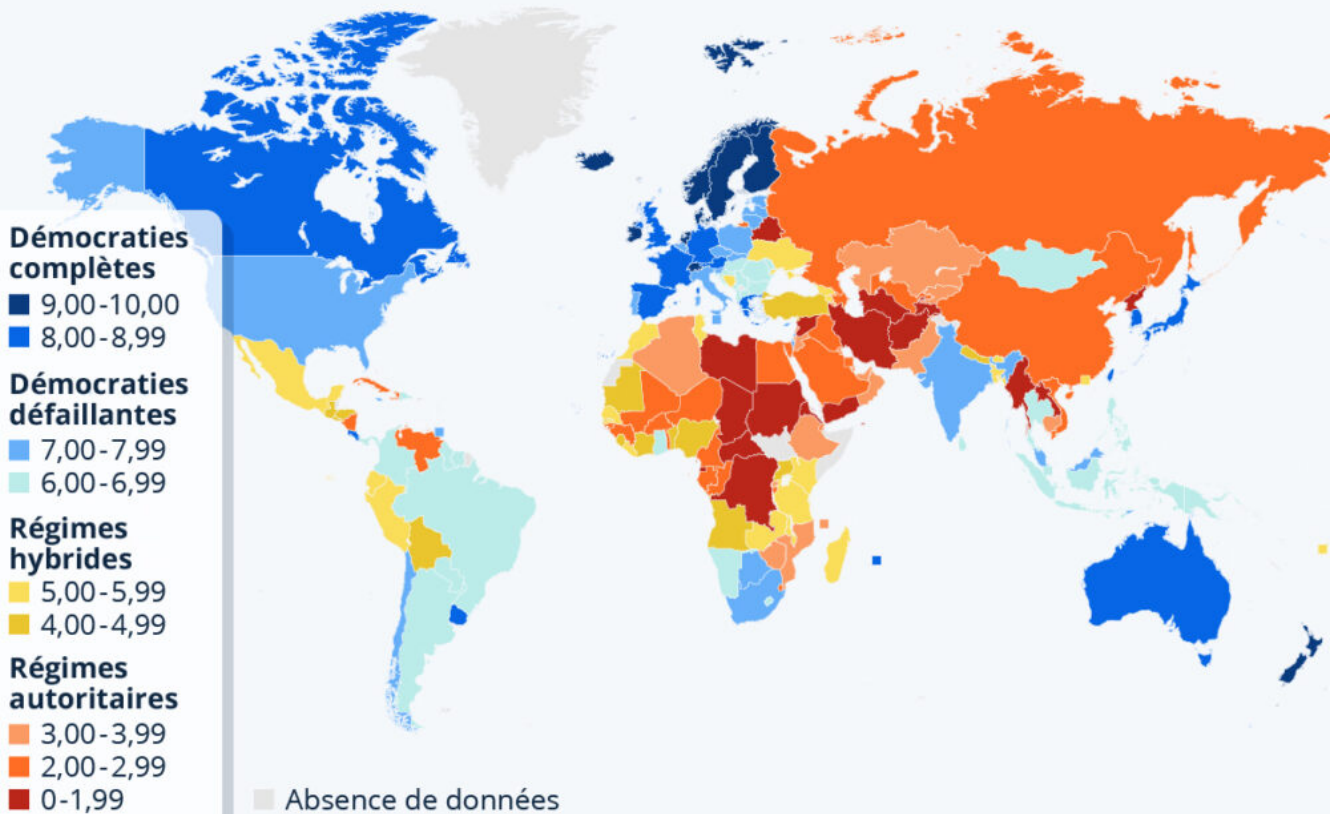 Démocraties
complètes
9,00-10,00
8,00-8,99
Démocraties
défaillantes
7,00-7,99
6,00-6,99
Régimes
hybrides
5,00-5,99
4,00-4,99
Régimes
autoritaires
3,00-3,99
2,00-2,99
0-1,99
Absence de données